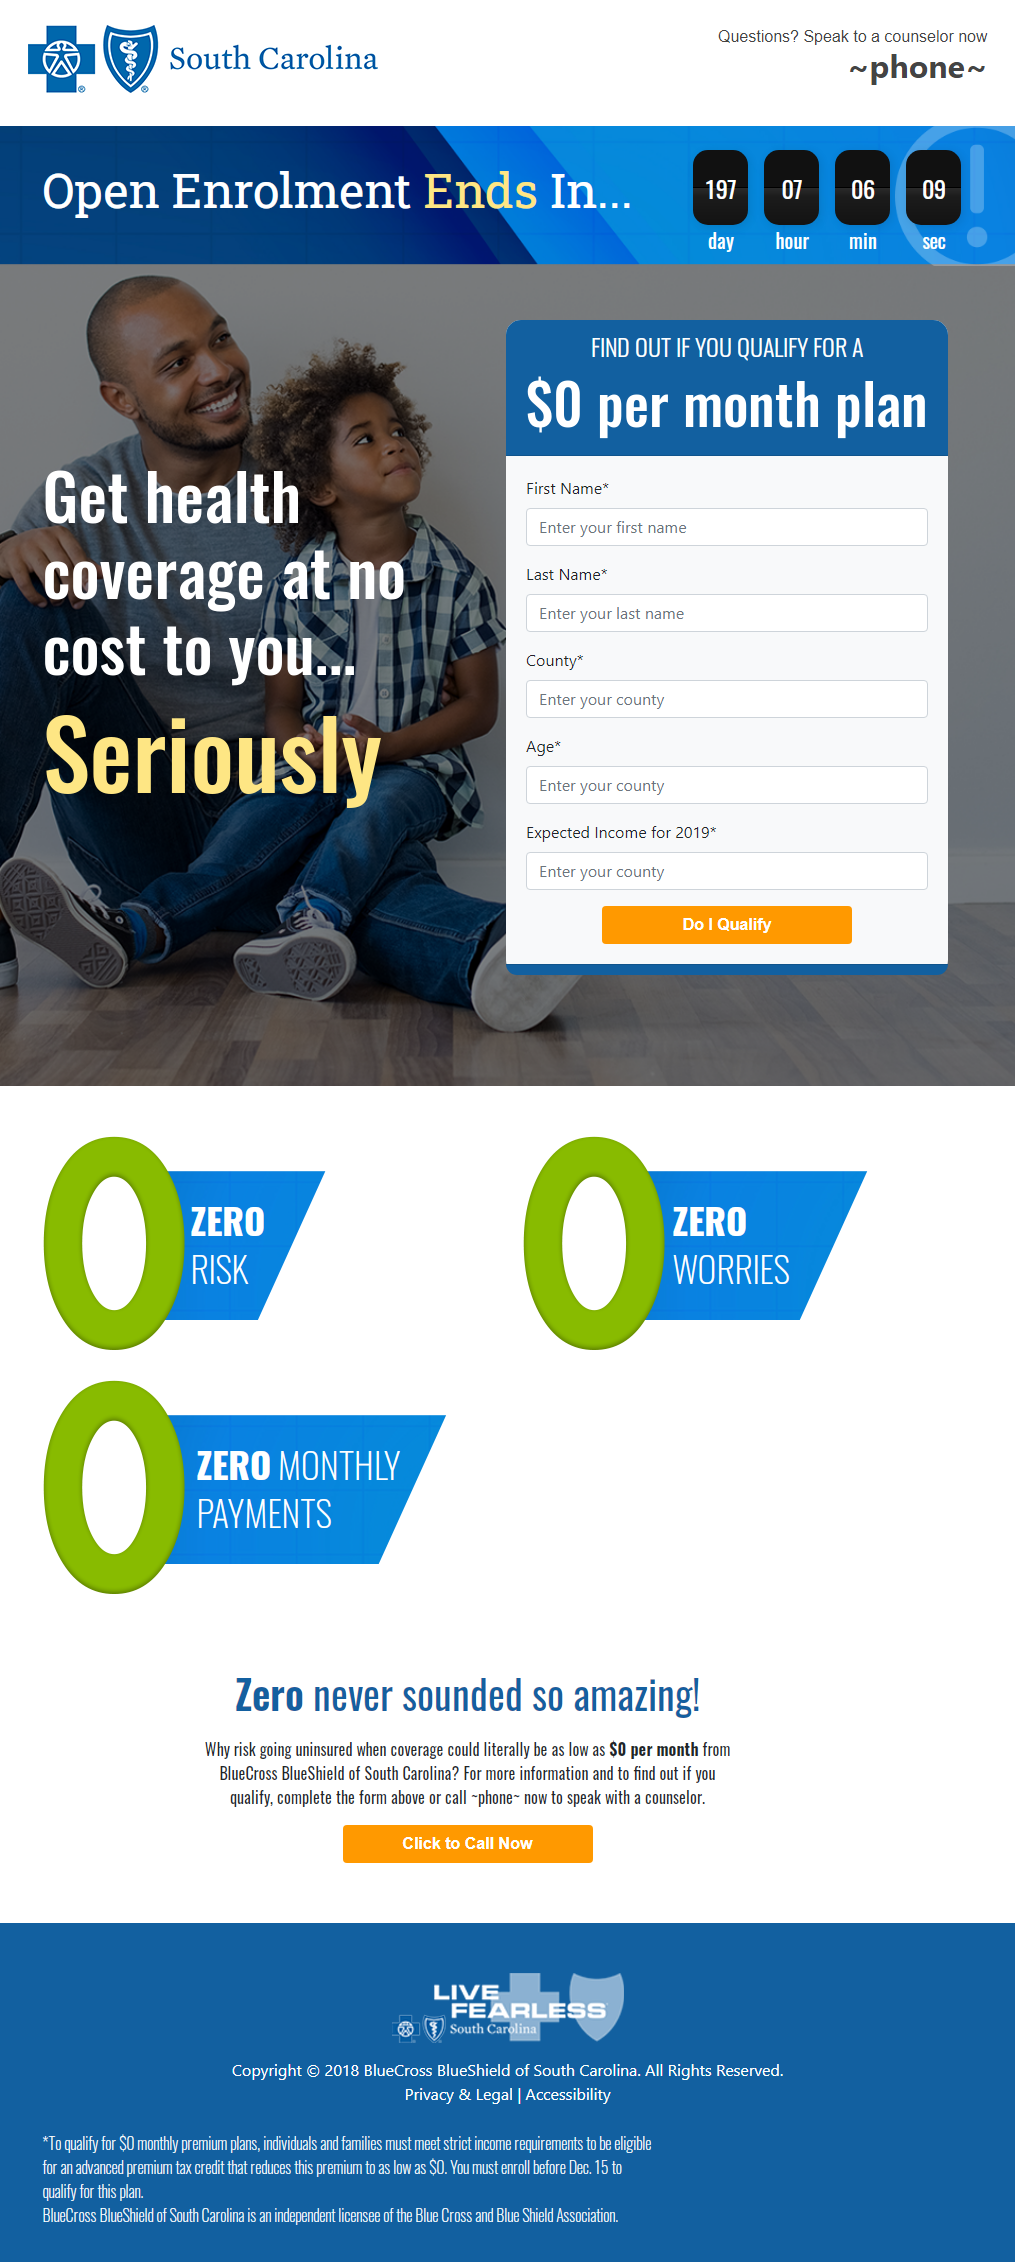 South Carolina
Questions? Speak to a counselor now
~phone~
Open Enrolment Ends In...
197 07 06 09
day hour min sec
Get health
coverage at no
cost to you...
Seriously
FIND OUT IF YOU QUALIFY FOR A
$0 per month plan
First Name*
Enter your first name
Last Name*
Enter your last name
County*
Enter your county
Age*
Enter your county
Expected Income for 2019*
Enter your county
Do I Qualify
0 ZERO
RISK
0 ZERO
WORRIES
0 ZERO MONTHLY
PAYMENTS
Zero never sounded so amazing!
Why risk going uninsured when coverage could literally be as low as $0 per month from
BlueCross BlueShield of South Carolina? For more information and to find out if you
qualify, complete the form above or call ~phone~ now to speak with a counselor.
Click to Call Now
LIVE
FEARLESS
South Carolina
Copyright © 2018 BlueCross BlueShield of South Carolina. All Rights Reserved.
Privacy & Legal | Accessibility
*To qualify for $0 monthly premium plans, individuals and families must meet strict income requirements to be eligible
for an advanced premium tax credit that reduces this premium to as low as $0. You must enroll before Dec. 15 to
qualify for this plan.
BlueCross BlueShield of South Carolina is an independent licensee of the Blue Cross and Blue Shield Association.